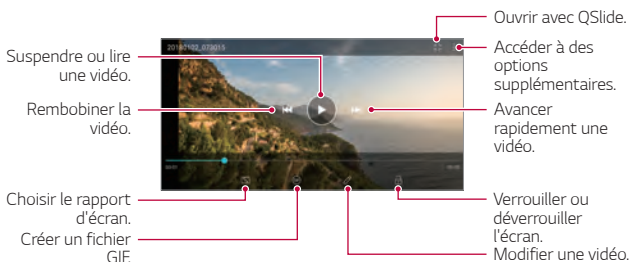 Ouvrir avec QSlide.
20180102_073015
Accéder à des
options
supplémentaires.
Suspendre ou lire
une vidéo.
Rembobiner la
vidéo.
Avancer
rapidement une
vidéo.
Choisir le rapport
d'écran.
Créer un fichier
GIF.
Verrouiller ou
déverrouiller
l'écran.
Modifier une vidéo.